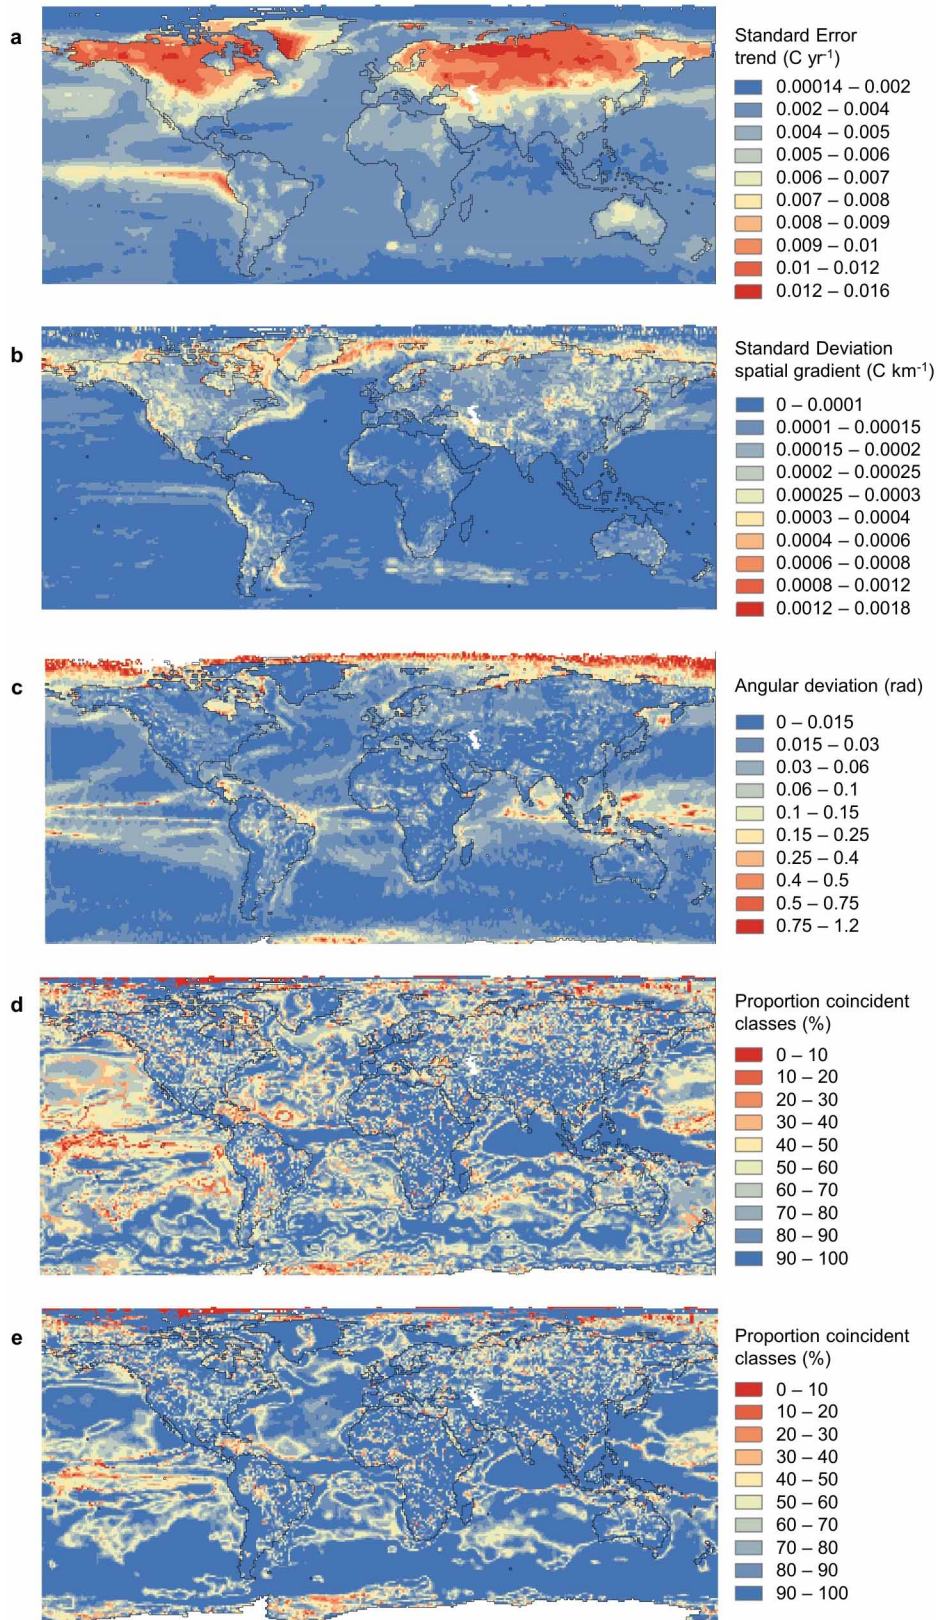 a
Standard Error
trend (C yr-1)
0.00014 – 0.002
0.002 – 0.004
0.004 – 0.005
0.005 – 0.006
0.006 – 0.007
0.007 – 0.008
0.008 – 0.009
0.009 – 0.01
0.01 – 0.012
0.012 – 0.016
b
Standard Deviation
spatial gradient (C km-1)
0 – 0.0001
0.0001 – 0.00015
0.00015 – 0.0002
0.0002 – 0.00025
0.00025 – 0.0003
0.0003 – 0.0004
0.0004 – 0.0006
0.0006 – 0.0008
0.0008 – 0.0012
0.0012 – 0.0018
c
Angular deviation (rad)
0 – 0.015
0.015 – 0.03
0.03 – 0.06
0.06 – 0.1
0.1 – 0.15
0.15 – 0.25
0.25 – 0.4
0.4 – 0.5
0.5 – 0.75
0.75 – 1.2
d
Proportion coincident
classes (%)
0 – 10
10 – 20
20 – 30
30 – 40
40 – 50
50 – 60
60 – 70
70 – 80
80 – 90
90 – 100
e
Proportion coincident
classes (%)
0 – 10
10 – 20
20 – 30
30 – 40
40 – 50
50 – 60
60 – 70
70 – 80
80 – 90
90 – 100